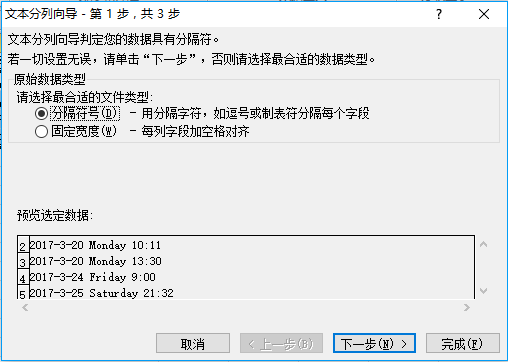 文本分列向导 - 第 1 步，共 3 步
? ×
文本分列向导判定您的数据具有分隔符。
若一切设置无误，请单击“下一步”，否则请选择最合适的数据类型。
原始数据类型
请选择最合适的文件类型:
分隔符号(D) - 用分隔字符，如逗号或制表符分隔每个字段
固定宽度(W) - 每列字段加空格对齐
预览选定数据:
2 2017-3-20 Monday 10:11
3 2017-3-20 Monday 13:30
4 2017-3-24 Friday 9:00
5 2017-3-25 Saturday 21:32
取消 < 上一步(B) 下一步(N) > 完成(F)